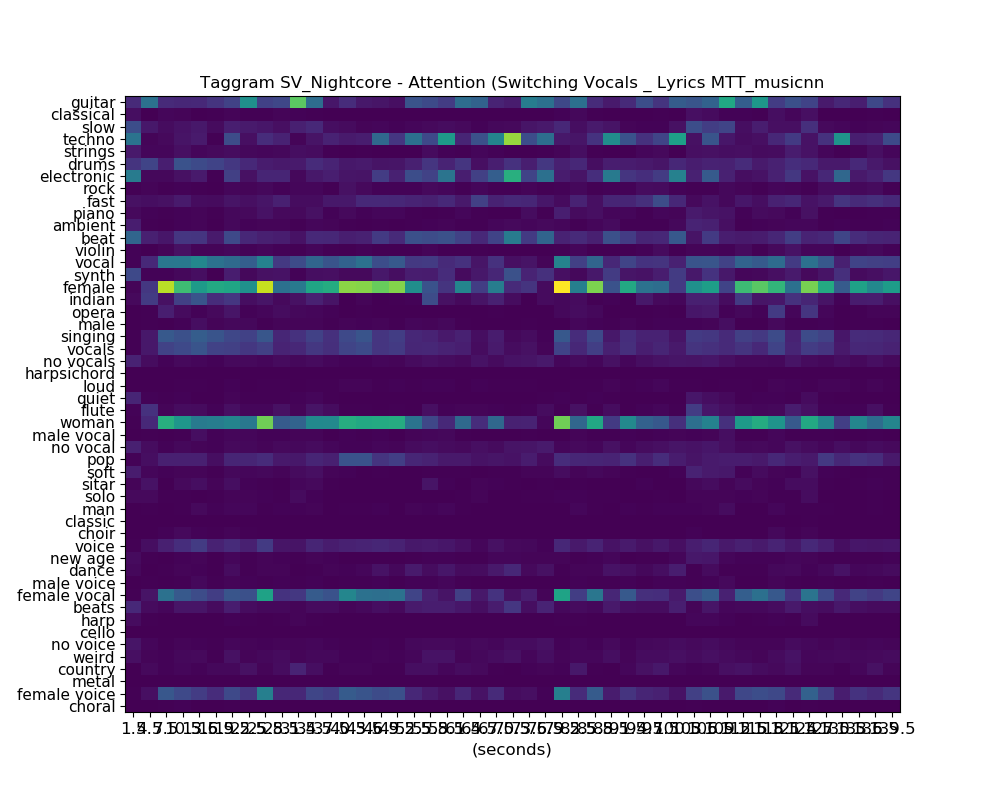 Taggram SV_Nightcore - Attention (Switching Vocals _ Lyrics MTT_musicnn
guitar
classical
slow
techno
strings
drums
electronic
rock
fast
piano
ambient
beat
violin
vocal
synth
female
indian
opera
male
singing
vocals
no vocals
harpsichord
loud
quiet
flute
woman
male vocal
no vocal
pop
soft
sitar
solo
man
classic
choir
voice
new age
dance
male voice
female vocal
beats
harp
cello
no voice
weird
country
metal
female voice
choral
(seconds)